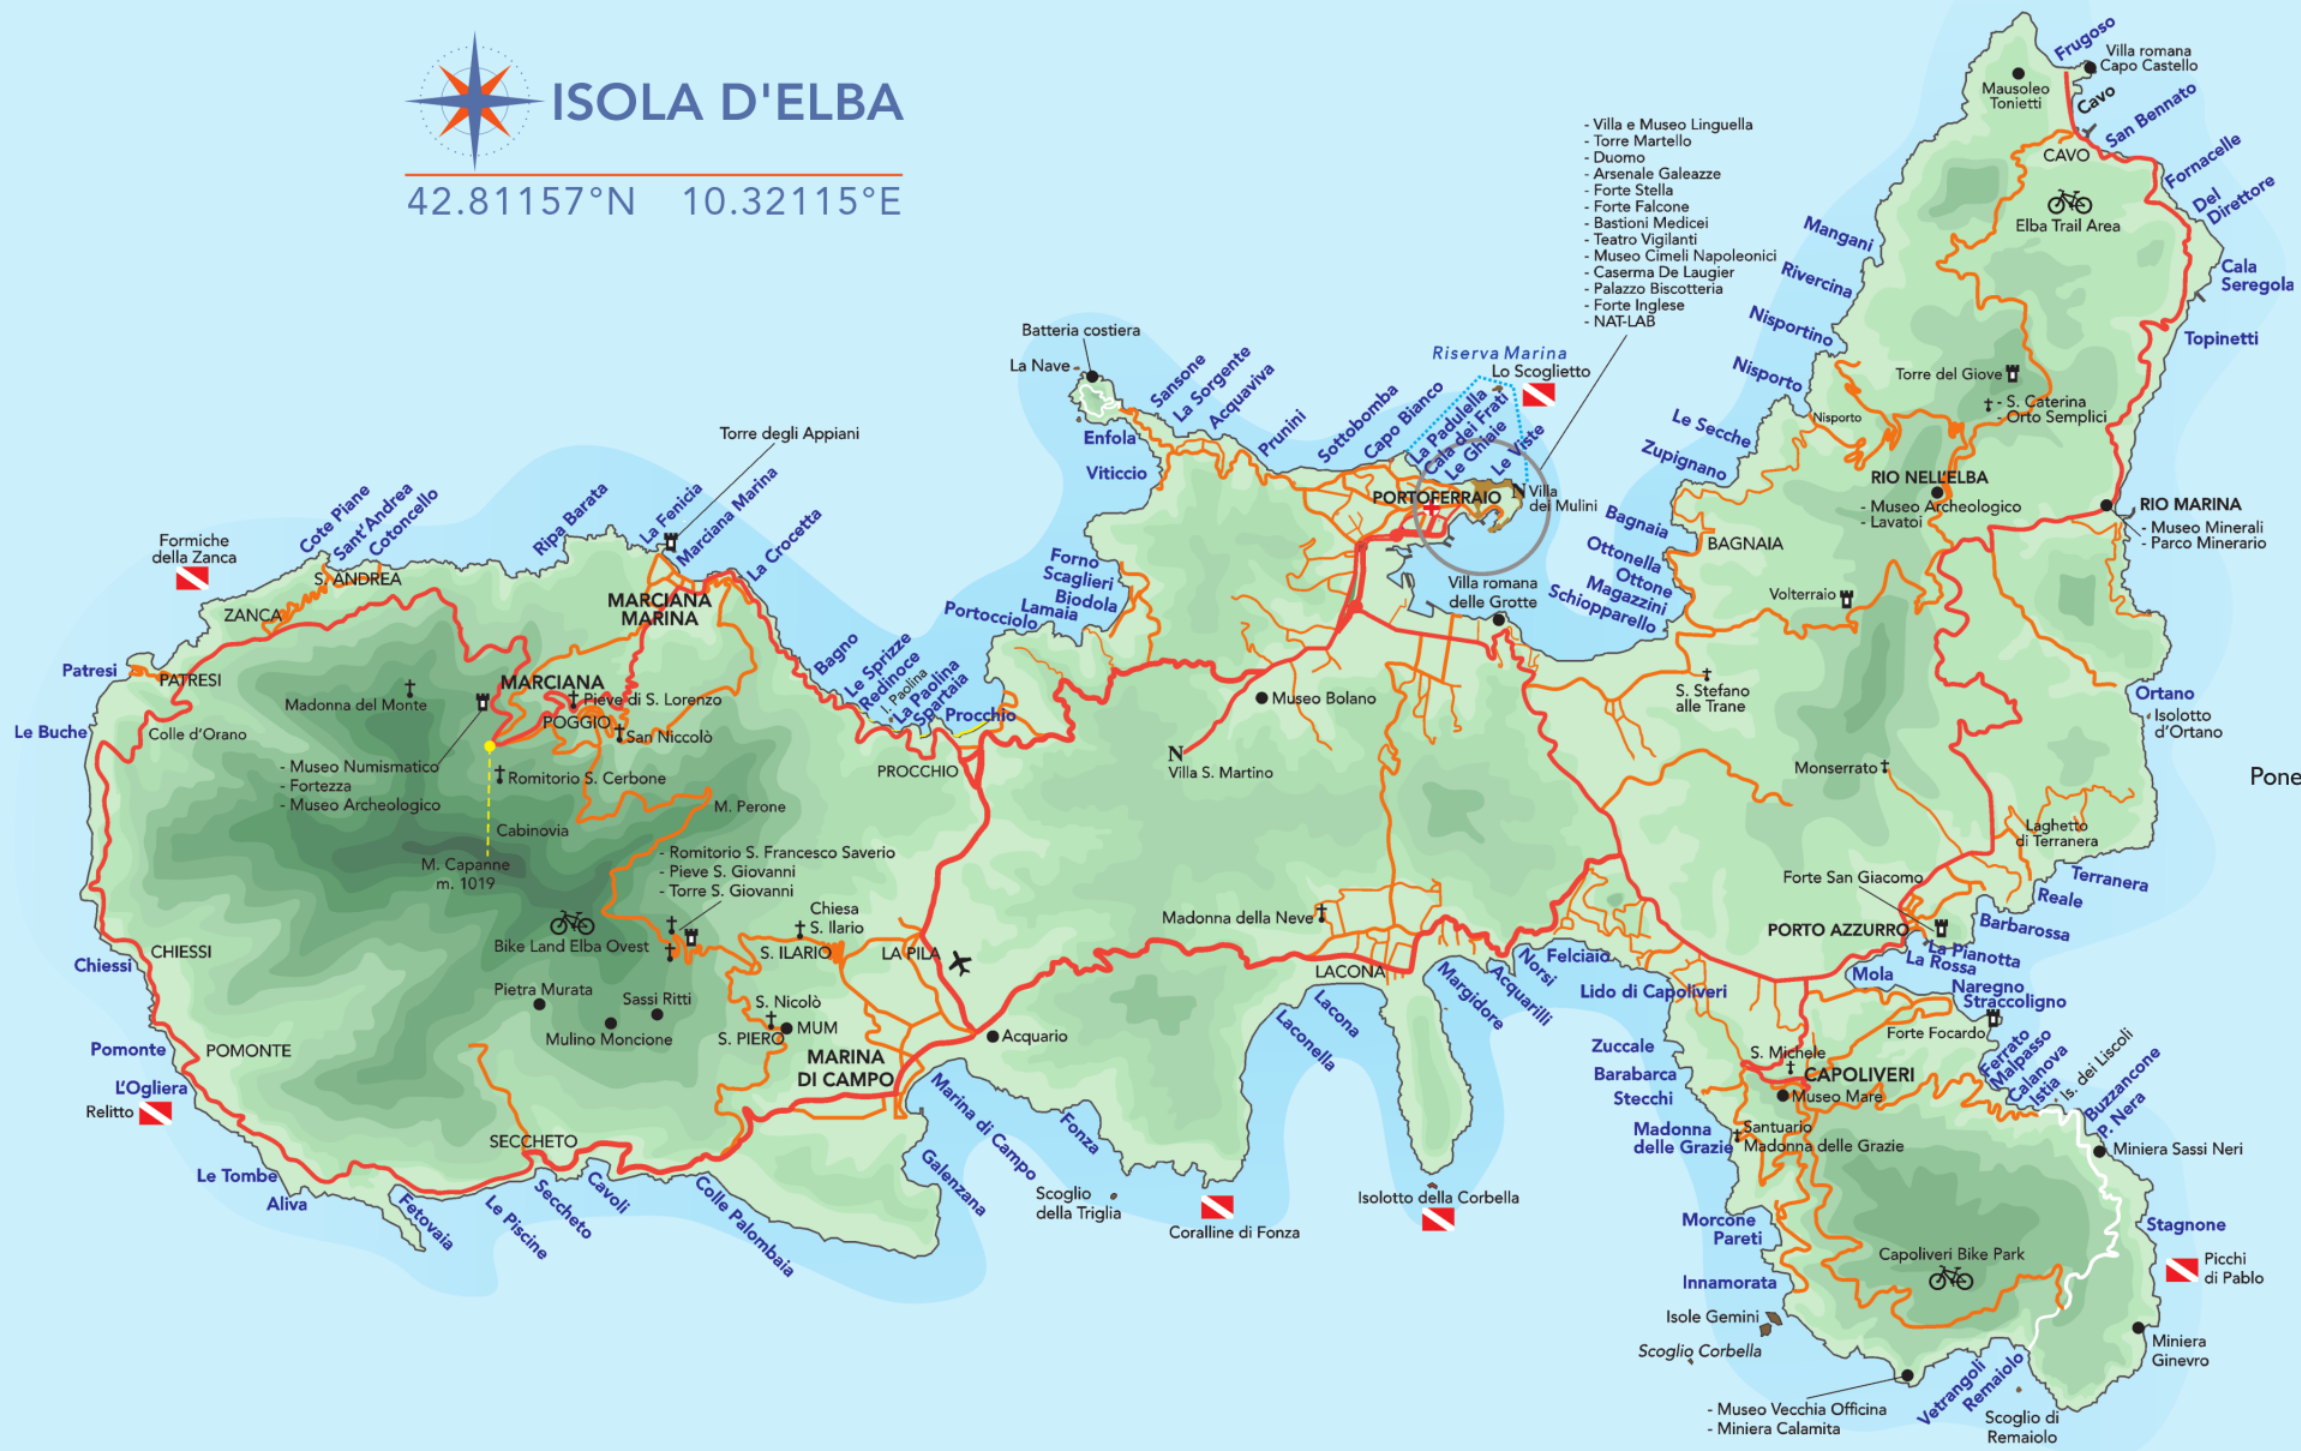 ISOLA D'ELBA
42.81157°N 10.32115°E
Frugoso
Villa romana
Capo Castello
Mausoleo
Tonietti
Cavo
San Bennato
CAVO
Fornacelle
Del
Direttore
Elba Trail Area
Cala
Seregola
Topinetti
Mangani
Rivercina
Nisportino
Nisporto
Nisporto
Le Secche
Zupignano
Torre del Giove
- S. Caterina
- Orto Semplici
RIO NELL'ELBA
- Museo Archeologico
- Lavatoi
RIO MARINA
- Museo Minerali
- Parco Minerario
- Villa e Museo Linguella
- Torre Martello
- Duomo
- Arsenale Galeazze
- Forte Stella
- Forte Falcone
- Bastioni Medicei
- Teatro Vigilanti
- Museo Cimeli Napoleonici
- Caserma De Laugier
- Palazzo Biscotteria
- Forte Inglese
- NAT-LAB
Batteria costiera
La Nave
Enfola
Viticcio
Sansone
La Sorgente
Acquaviva
Prunini
Sottobomba
Capo Bianco
Riserva Marina
Lo Scoglietto
La Padulella
Cala dei Frati
Le Ghiaie
Le Viste
PORTOFERRAIO
N
Villa
dei Mulini
Villa romana
delle Grotte
Bagnaia
Ottonella
Ottone
Magazzini
Schiopparello
BAGNAIA
Volterraio
S. Stefano
alle Trane
Monserrato
Ortano
Isolotto
d'Ortano
Pone
Laghetto
di Terranera
Terranera
Reale
Barbarossa
Forte San Giacomo
PORTO AZZURRO
La Pianotta
La Rossa
Mola
Naregno
Straccoligno
Forte Focardo
Ferrato
Malpasso
Calanova
Istia
Is. dei Liscoli
Buzzancone
P. Nera
Miniera Sassi Neri
Stagnone
Picchi
di Pablo
Miniera
Ginevro
Torre degli Appiani
Formiche
della Zanca
Cote Piane
Sant'Andrea
Cotoncello
Ripa Barata
La Fenicia
Marciana Marina
La Crocetta
S. ANDREA
ZANCA
MARCIANA
MARINA
Patresi
PATRESI
Le Buche
Colle d'Orano
Madonna del Monte
MARCIANA
Pieve di S. Lorenzo
POGGIO
San Niccolò
- Museo Numismatico
- Fortezza
- Museo Archeologico
Romitorio S. Cerbone
Cabinovia
M. Capanne
m. 1019
M. Perone
Bagno
Le Sprizze
Redinoce
I. Paolina
La Paolina
Spartaia
Procchio
PROCCHIO
Portocciolo
Lamaia
Biodola
Scaglieri
Forno
Museo Bolano
N
Villa S. Martino
- Romitorio S. Francesco Saverio
- Pieve S. Giovanni
- Torre S. Giovanni
Chiesa
S. Ilario
S. ILARIO
LA PILA
Bike Land Elba Ovest
Pietra Murata
Sassi Ritti
Mulino Moncione
S. Nicolò
MUM
S. PIERO
MARINA
DI CAMPO
Acquario
CHIESSI
Chiessi
Pomonte
POMONTE
L'Ogliera
Relitto
Le Tombe
Aliva
Fetovaia
SECCHETO
Le Piscine
Seccheto
Cavoli
Colle Palombaia
Galenzana
Marina di Campo
Fonza
Scoglio
della Triglia
Coralline di Fonza
Madonna della Neve
LACONA
Lacona
Laconella
Isolotto della Corbella
Margidore
Acquarilli
Norsi
Felciaio
Lido di Capoliveri
Zuccale
Barabarca
Stecchi
Madonna
delle Grazie
S. Michele
CAPOLIVERI
Museo Mare
Santuario
Madonna delle Grazie
Morcone
Pareti
Innamorata
Capoliveri Bike Park
Isole Gemini
Scoglio Corbella
- Museo Vecchia Officina
- Miniera Calamita
Vetrangoli
Remaiolo
Scoglio di
Remaiolo